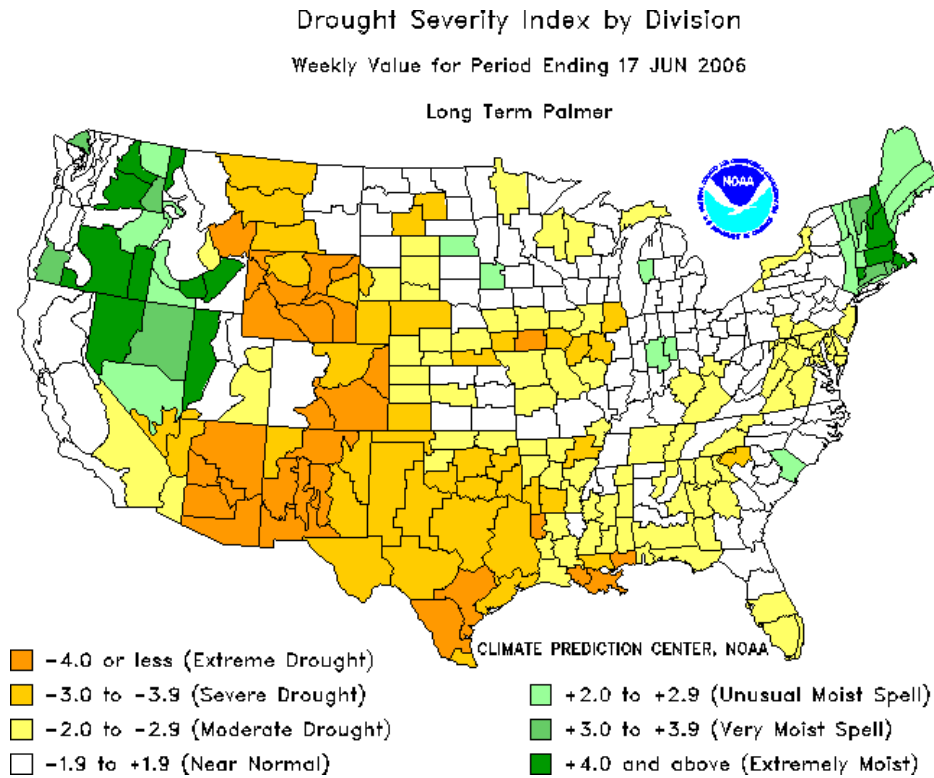 Drought Severity Index by Division
Weekly Value for Period Ending 17 JUN 2006
Long Term Palmer
NOAA
CLIMATE PREDICTION CENTER, NOAA
-4.0 or less (Extreme Drought)
-3.0 to -3.9 (Severe Drought)
-2.0 to -2.9 (Moderate Drought)
-1.9 to +1.9 (Near Normal)
+2.0 to +2.9 (Unusual Moist Spell)
+3.0 to +3.9 (Very Moist Spell)
+4.0 and above (Extremely Moist)